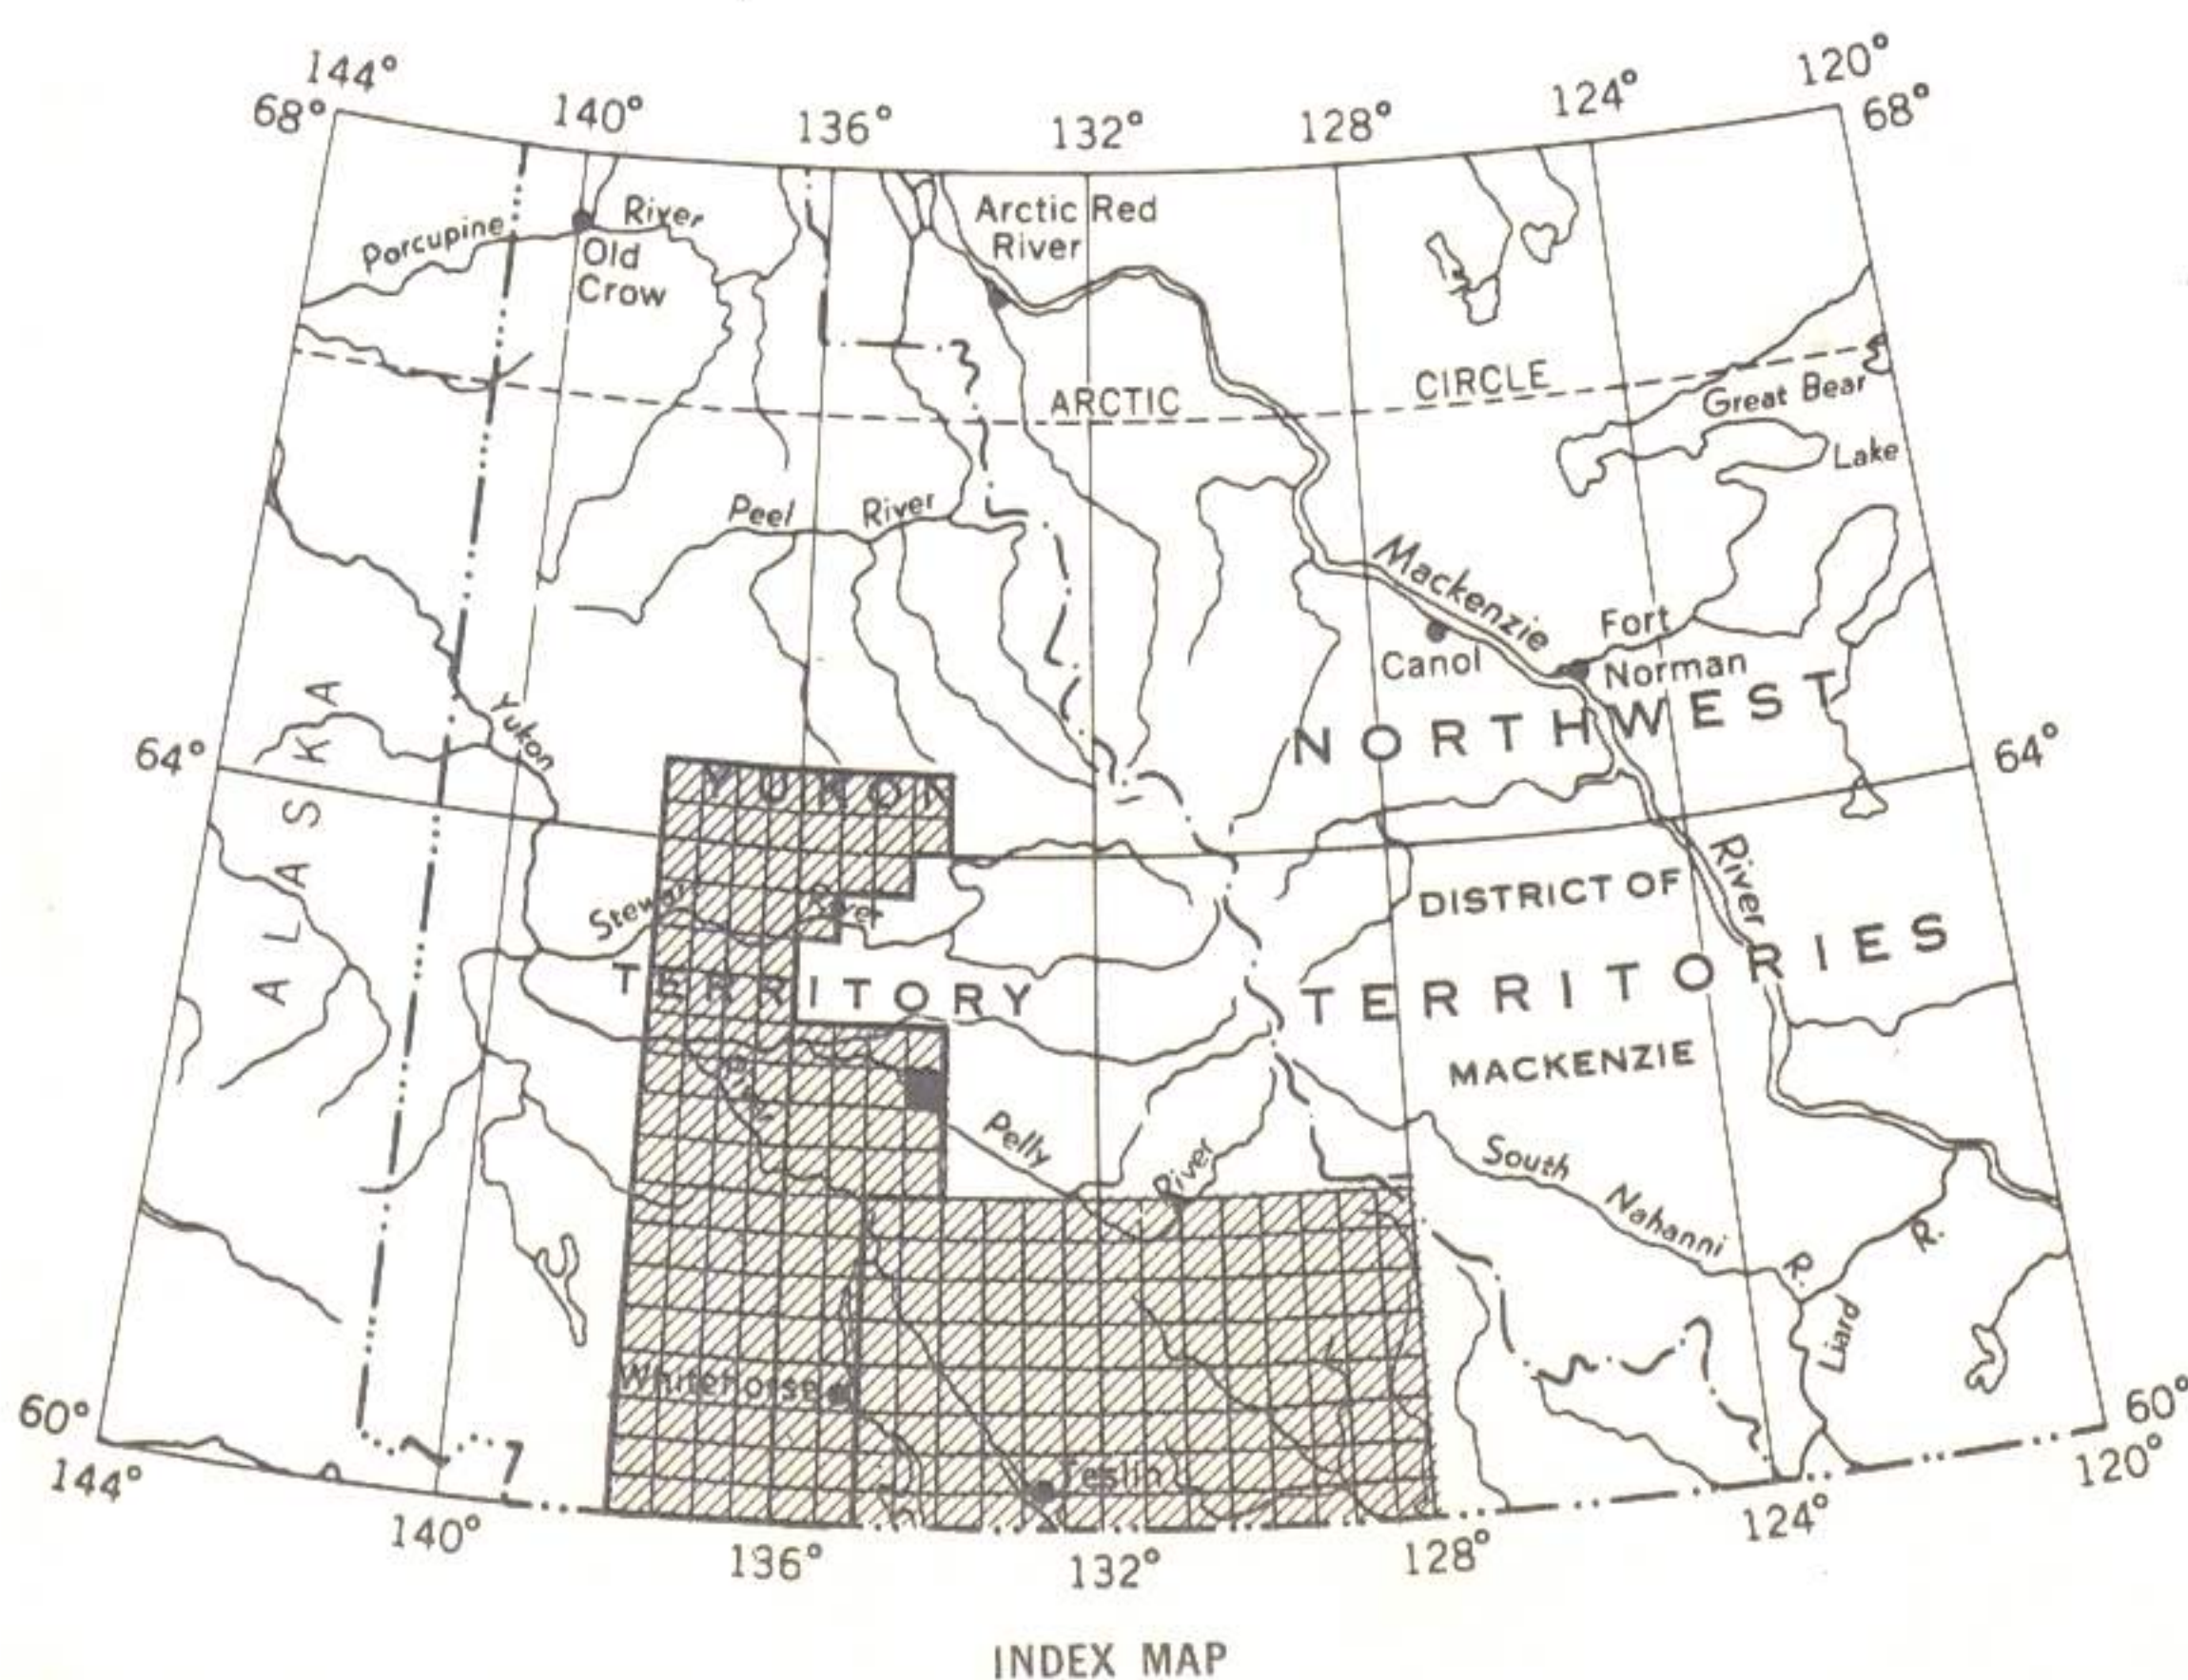 144° 140° 136° 132° 128° 124° 120°
68° 68°
Porcupine River
Old
Crow
Arctic Red
River
ARCTIC CIRCLE
Great Bear
Lake
Peel River
Mackenzie
Canol
Fort
Norman
Yukon
ALASKA
64° 64°
NORTHWEST
YUKON
DISTRICT OF
River
Stewart River
TERRITORY
TERRITORIES
MACKENZIE
Pelly
River
South
Nahanni
R.
R.
Liard
Whitehorse
Teslin
60° 60°
144° 140° 136° 132° 128° 124° 120°
INDEX MAP